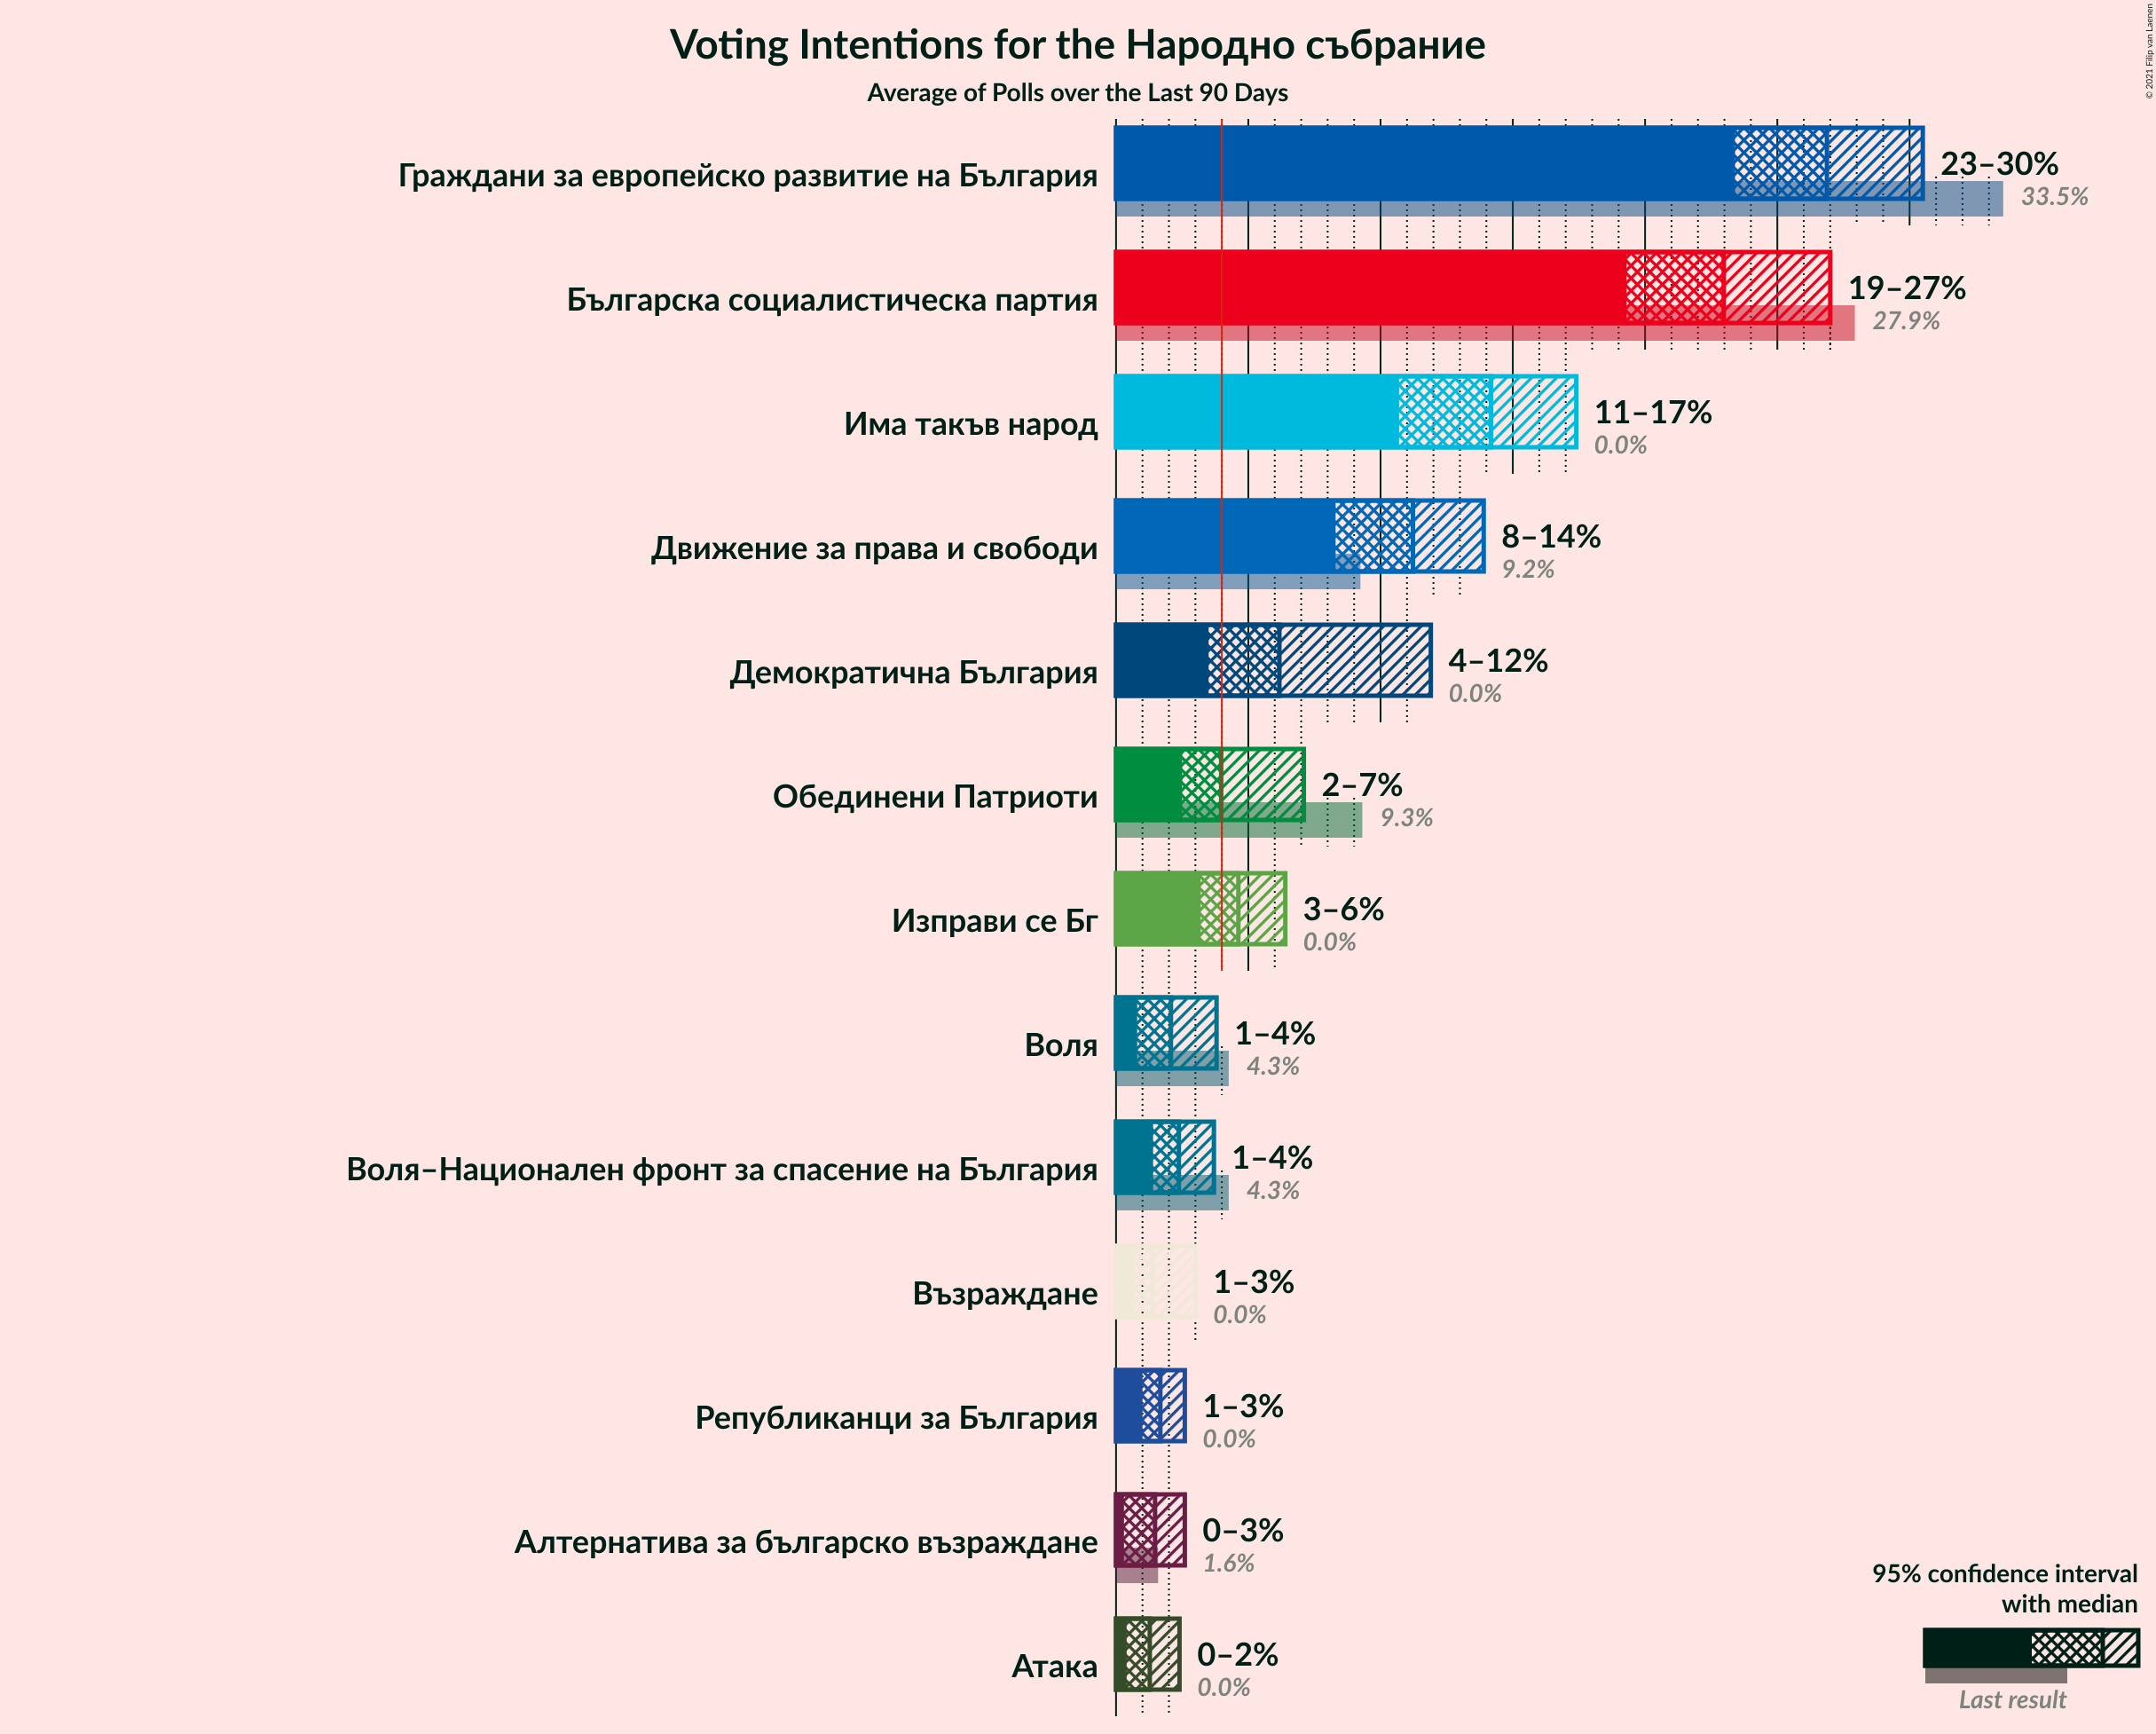 Voting Intentions for the Народно събрание
Average of Polls over the Last 90 Days
© 2021 Filip van Laenen
Граждани за европейско развитие на България
23–30%
33.5%
Българска социалистическа партия
19–27%
27.9%
Има такъв народ
11–17%
0.0%
Движение за права и свободи
8–14%
9.2%
Демократична България
4–12%
0.0%
Обединени Патриоти
2–7%
9.3%
Изправи се Бг
3–6%
0.0%
Воля
1–4%
4.3%
Воля–Национален фронт за спасение на България
1–4%
4.3%
Възраждане
1–3%
0.0%
Републиканци за България
1–3%
0.0%
Алтернатива за българско възраждане
0–3%
1.6%
Атака
0–2%
0.0%
95% confidence interval
with median
Last result